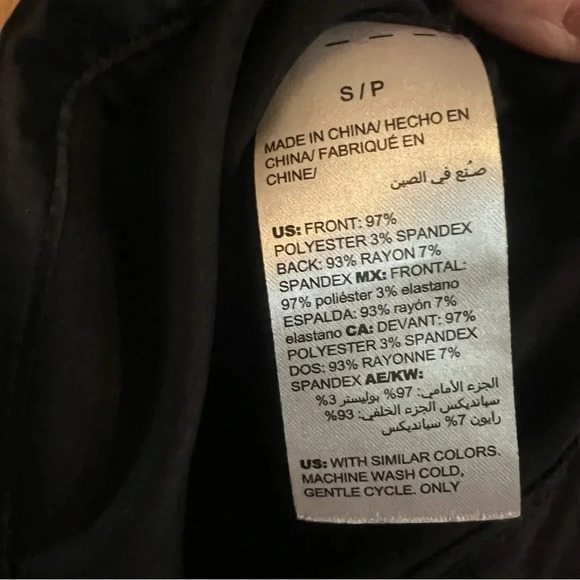 S / P
MADE IN CHINA/ HECHO EN
CHINA/ FABRIQUÉ EN
CHINE/
صُنع في الصين
US: FRONT: 97%
POLYESTER 3% SPANDEX
BACK: 93% RAYON 7%
SPANDEX MX: FRONTAL:
97% poliéster 3% elastano
ESPALDA: 93% rayón 7%
elastano CA: DEVANT: 97%
POLYESTER 3% SPANDEX
DOS: 93% RAYONNE 7%
SPANDEX AE/KW:
الجزء الأمامي: 97% بوليستر 3%
سبانديكس الجزء الخلفي: 93%
رايون 7% سبانديكس
US: WITH SIMILAR COLORS.
MACHINE WASH COLD,
GENTLE CYCLE. ONLY